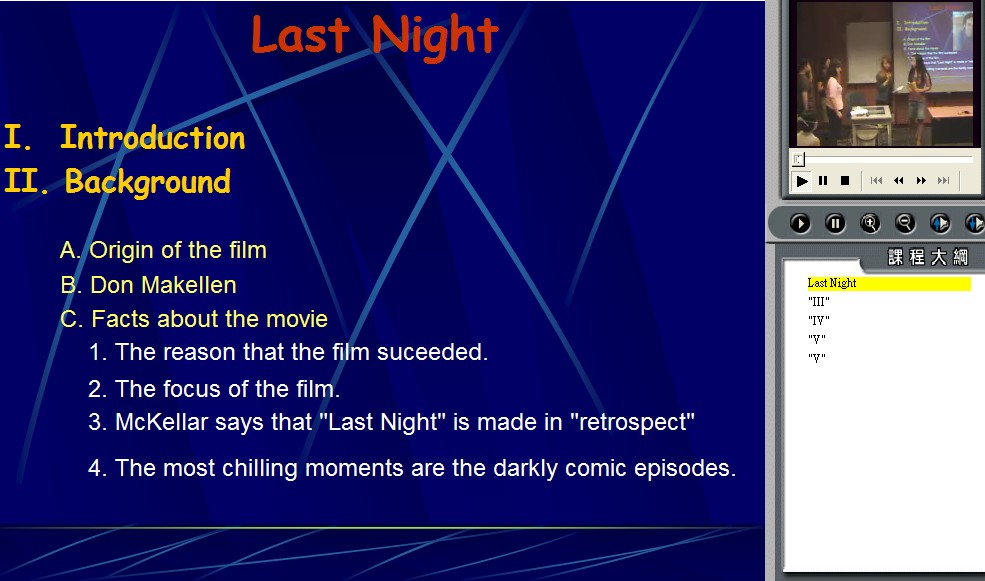 Last Night
I. Introduction
II. Background
A. Origin of the film
B. Don Makellen
C. Facts about the movie
1. The reason that the film suceeded.
2. The focus of the film.
3. McKellar says that "Last Night" is made in "retrospect"
4. The most chilling moments are the darkly comic episodes.
課程大綱
Last Night
"III"
"IV"
"V"
"V"